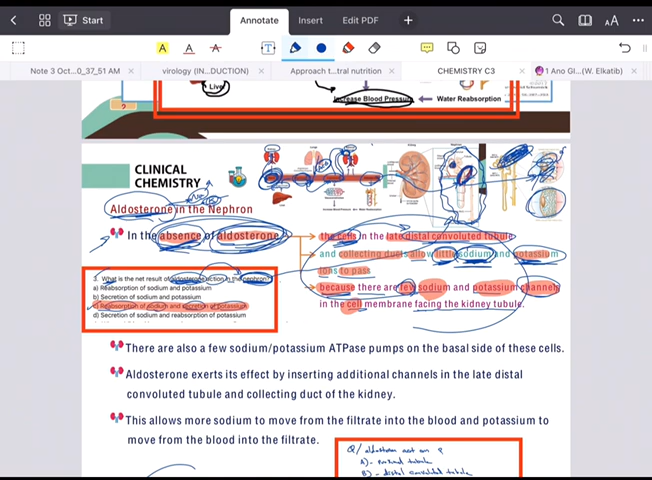 Start
Annotate
Insert
Edit PDF
Note 3 Oct...0_37_51 AM
virology (IN...DUCTION)
Approach t...tral nutrition
CHEMISTRY C3
1 Ano Gl...(W. Elkatib)
Live
Increase Blood Pressure
Water Reabsorption
CLINICAL
CHEMISTRY
Aldosterone in the Nephron
In the absence of aldosterone
the cells in the late distal convoluted tubule
and collecting ducts allow little sodium and potassium
ions to pass
because there are few sodium and potassium channels
in the cell membrane facing the kidney tubule.
3. What is the net result of aldosterone action in the nephron?
a) Reabsorption of sodium and potassium
b) Secretion of sodium and potassium
c) Reabsorption of sodium and secretion of potassium
d) Secretion of sodium and reabsorption of potassium
There are also a few sodium/potassium ATPase pumps on the basal side of these cells.
Aldosterone exerts its effect by inserting additional channels in the late distal
convoluted tubule and collecting duct of the kidney.
This allows more sodium to move from the filtrate into the blood and potassium to
move from the blood into the filtrate.
Q/ aldosteron act on ?
A)- proximal tubule
B)- distal convoluted tubule